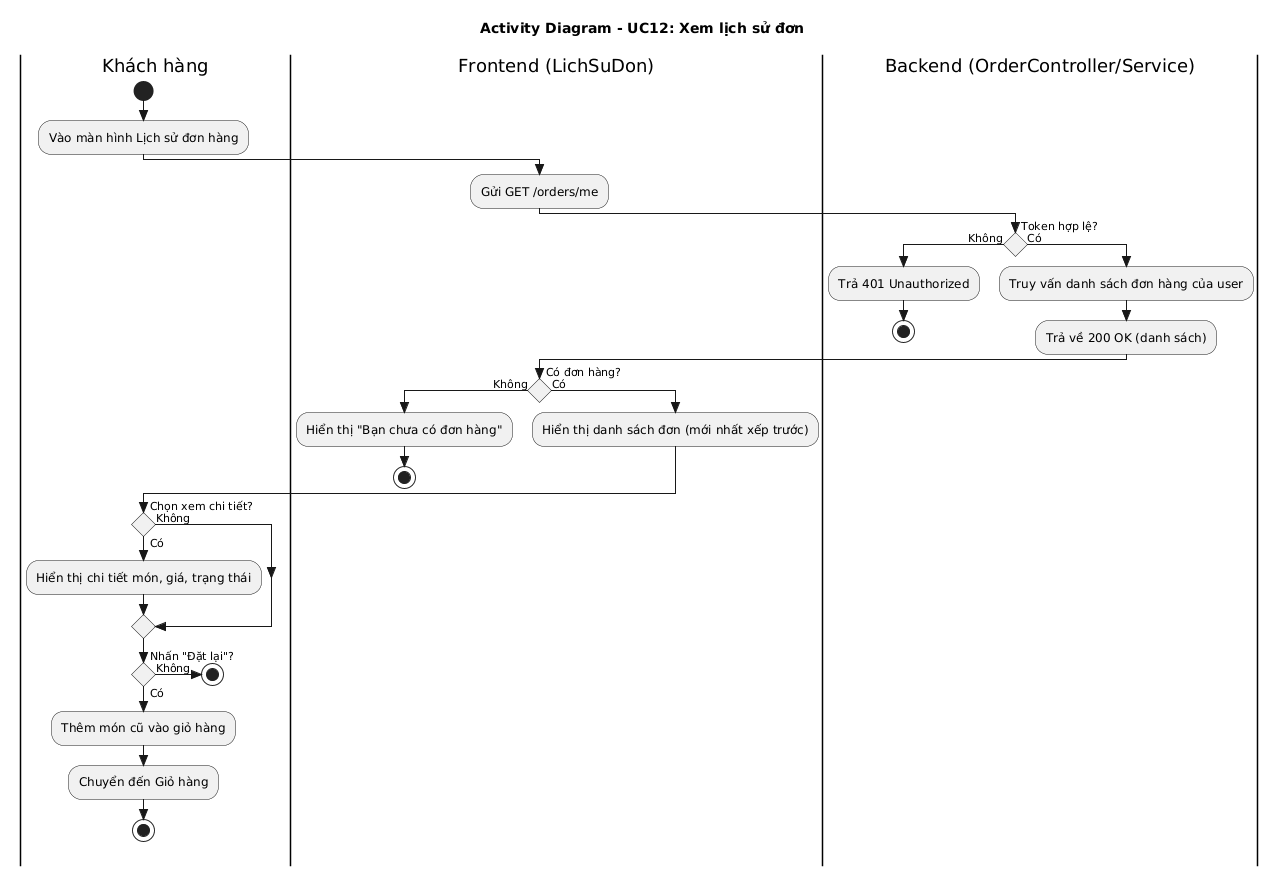 Activity Diagram - UC12: Xem lịch sử đơn
Khách hàng
Frontend (LichSuDon)
Backend (OrderController/Service)
Vào màn hình Lịch sử đơn hàng
Gửi GET /orders/me
Token hợp lệ?
Không
Có
Trả 401 Unauthorized
Truy vấn danh sách đơn hàng của user
Trả về 200 OK (danh sách)
Có đơn hàng?
Không
Có
Hiển thị "Bạn chưa có đơn hàng"
Hiển thị danh sách đơn (mới nhất xếp trước)
Chọn xem chi tiết?
Không
Có
Hiển thị chi tiết món, giá, trạng thái
Nhấn "Đặt lại"?
Không
Có
Thêm món cũ vào giỏ hàng
Chuyển đến Giỏ hàng